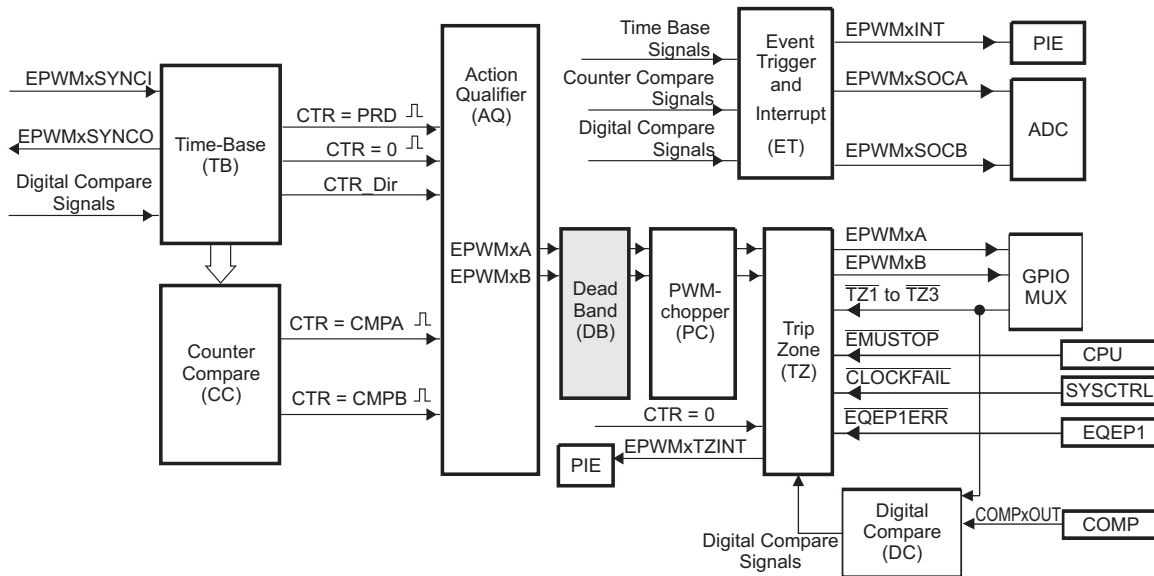 EPWMxSYNCI
EPWMxSYNCO
Digital Compare
Signals
Time-Base
(TB)
CTR = PRD
CTR = 0
CTR_Dir
Counter
Compare
(CC)
CTR = CMPA
CTR = CMPB
Action
Qualifier
(AQ)
EPWMxA
EPWMxB
Time Base
Signals
Counter Compare
Signals
Digital Compare
Signals
Event
Trigger
and
Interrupt
(ET)
EPWMxINT
EPWMxSOCA
EPWMxSOCB
PIE
ADC
Dead
Band
(DB)
PWM-
chopper
(PC)
Trip
Zone
(TZ)
EPWMxA
EPWMxB
TZ1 to TZ3
EMUSTOP
CLOCKFAIL
EQEP1ERR
GPIO
MUX
CPU
SYSCTRL
EQEP1
CTR = 0
EPWMxTZINT
PIE
Digital Compare
Signals
Digital
Compare
(DC)
COMPxOUT
COMP